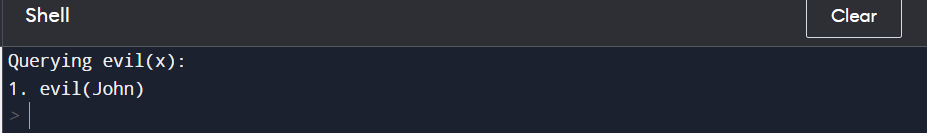 Shell
Clear
Querying evil(x):
1. evil(John)
>